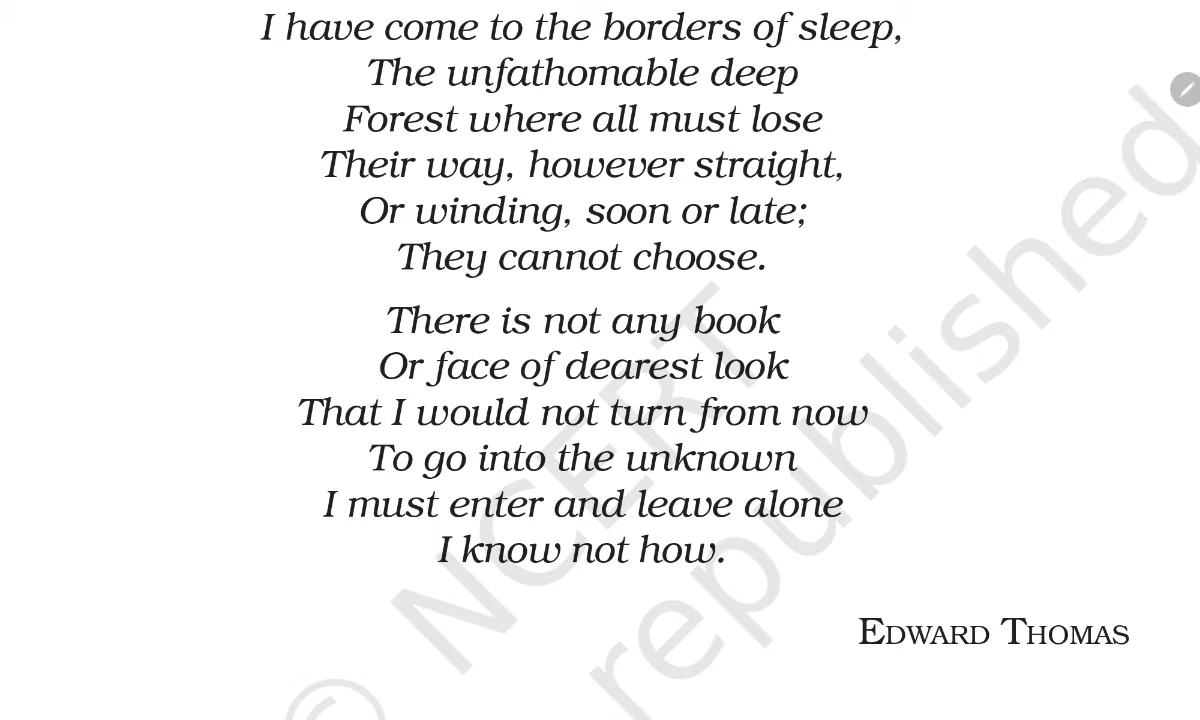 I have come to the borders of sleep,
The unfathomable deep
Forest where all must lose
Their way, however straight,
Or winding, soon or late;
They cannot choose.
There is not any book
Or face of dearest look
That I would not turn from now
To go into the unknown
I must enter and leave alone
I know not how.
EDWARD THOMAS
© NCERT
republished